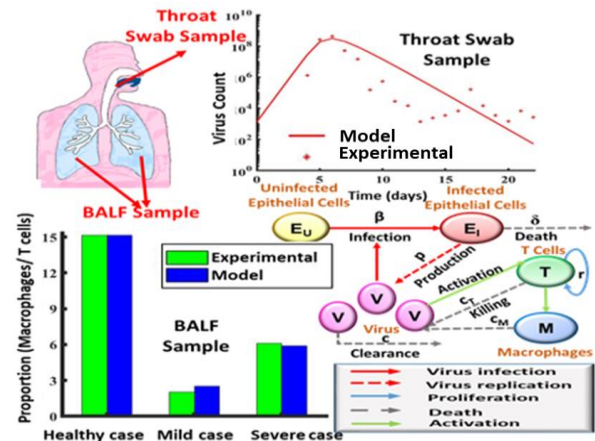 Throat
Swab Sample
BALF Sample
Virus Count
10^10
10^8
10^6
10^4
10^2
10^0
Throat Swab
Sample
Model
Experimental
0
5
10
15
20
Time (days)
Proportion (Macrophages/ T cells)
15
12
9
6
3
0
Experimental
Model
BALF
Sample
Healthy case
Mild case
Severe case
Uninfected
Epithelial Cells
Infected
Epithelial Cells
E_U
β
Infection
E_I
δ
Death
p
Production
T Cells
T
r
Activation
c_T
Killing
c_M
V
V
V
Virus
c
Clearance
M
Macrophages
Virus infection
Virus replication
Proliferation
Death
Activation